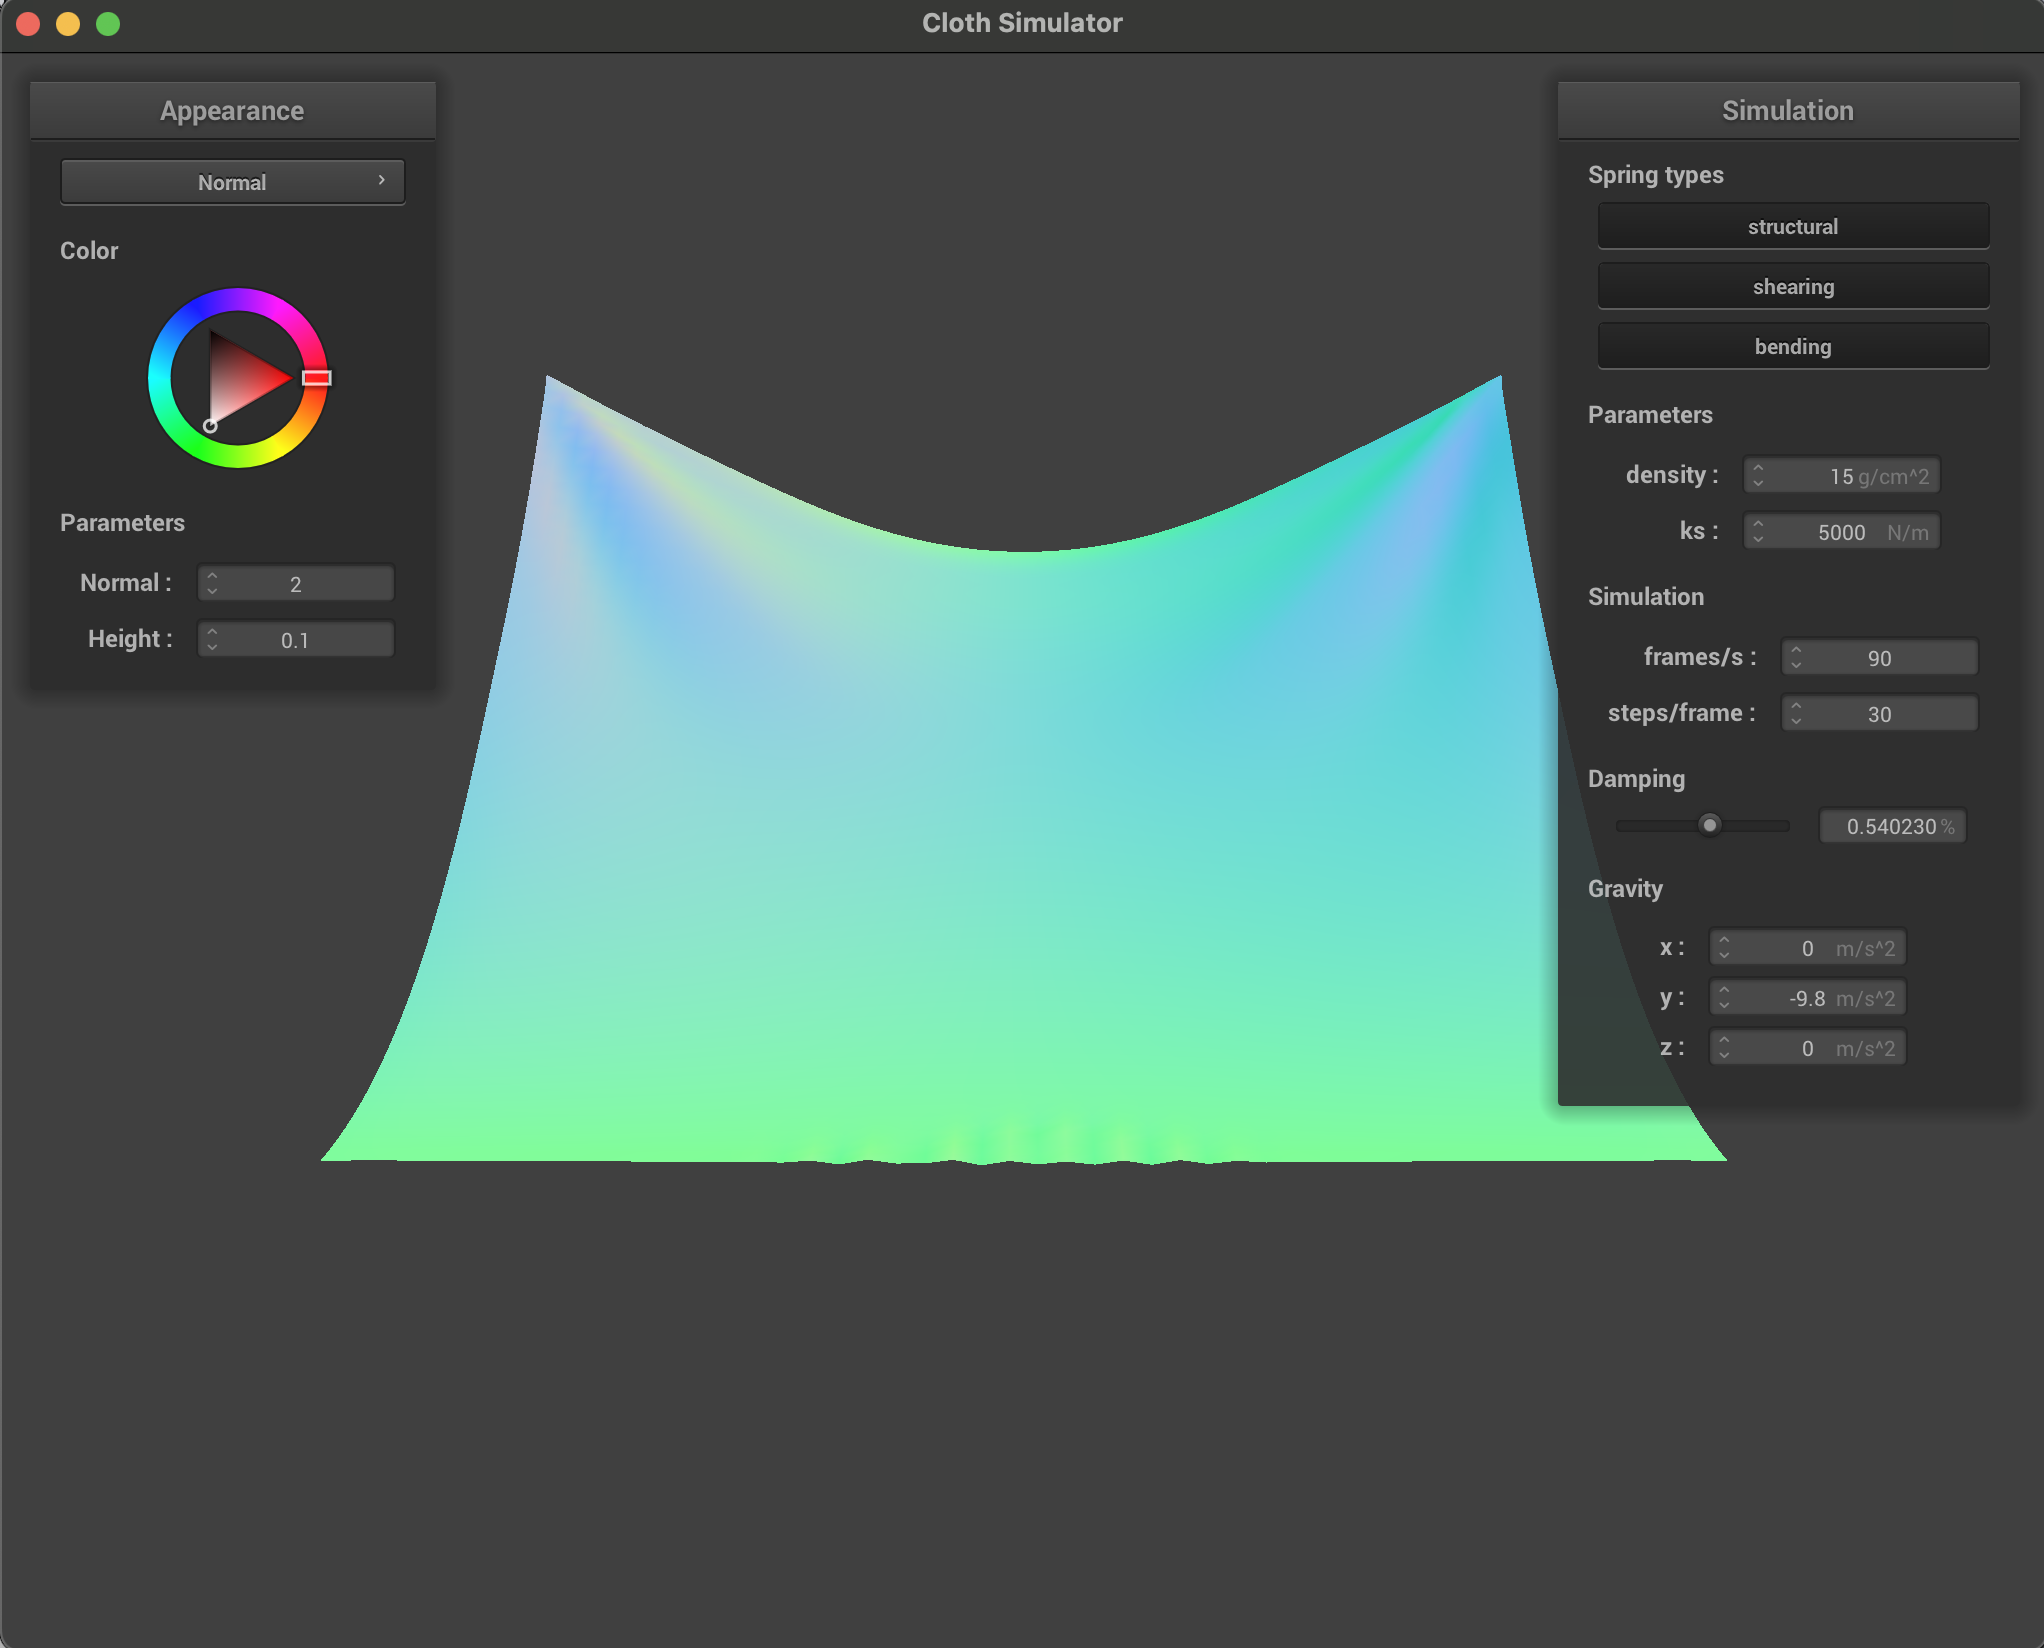 Cloth Simulator
Appearance
Normal
Color
Parameters
Normal :
2
Height :
0.1
Simulation
Spring types
structural
shearing
bending
Parameters
density :
15 g/cm^2
ks :
5000 N/m
Simulation
frames/s :
90
steps/frame :
30
Damping
0.540230 %
Gravity
x :
0 m/s^2
y :
-9.8 m/s^2
z :
0 m/s^2